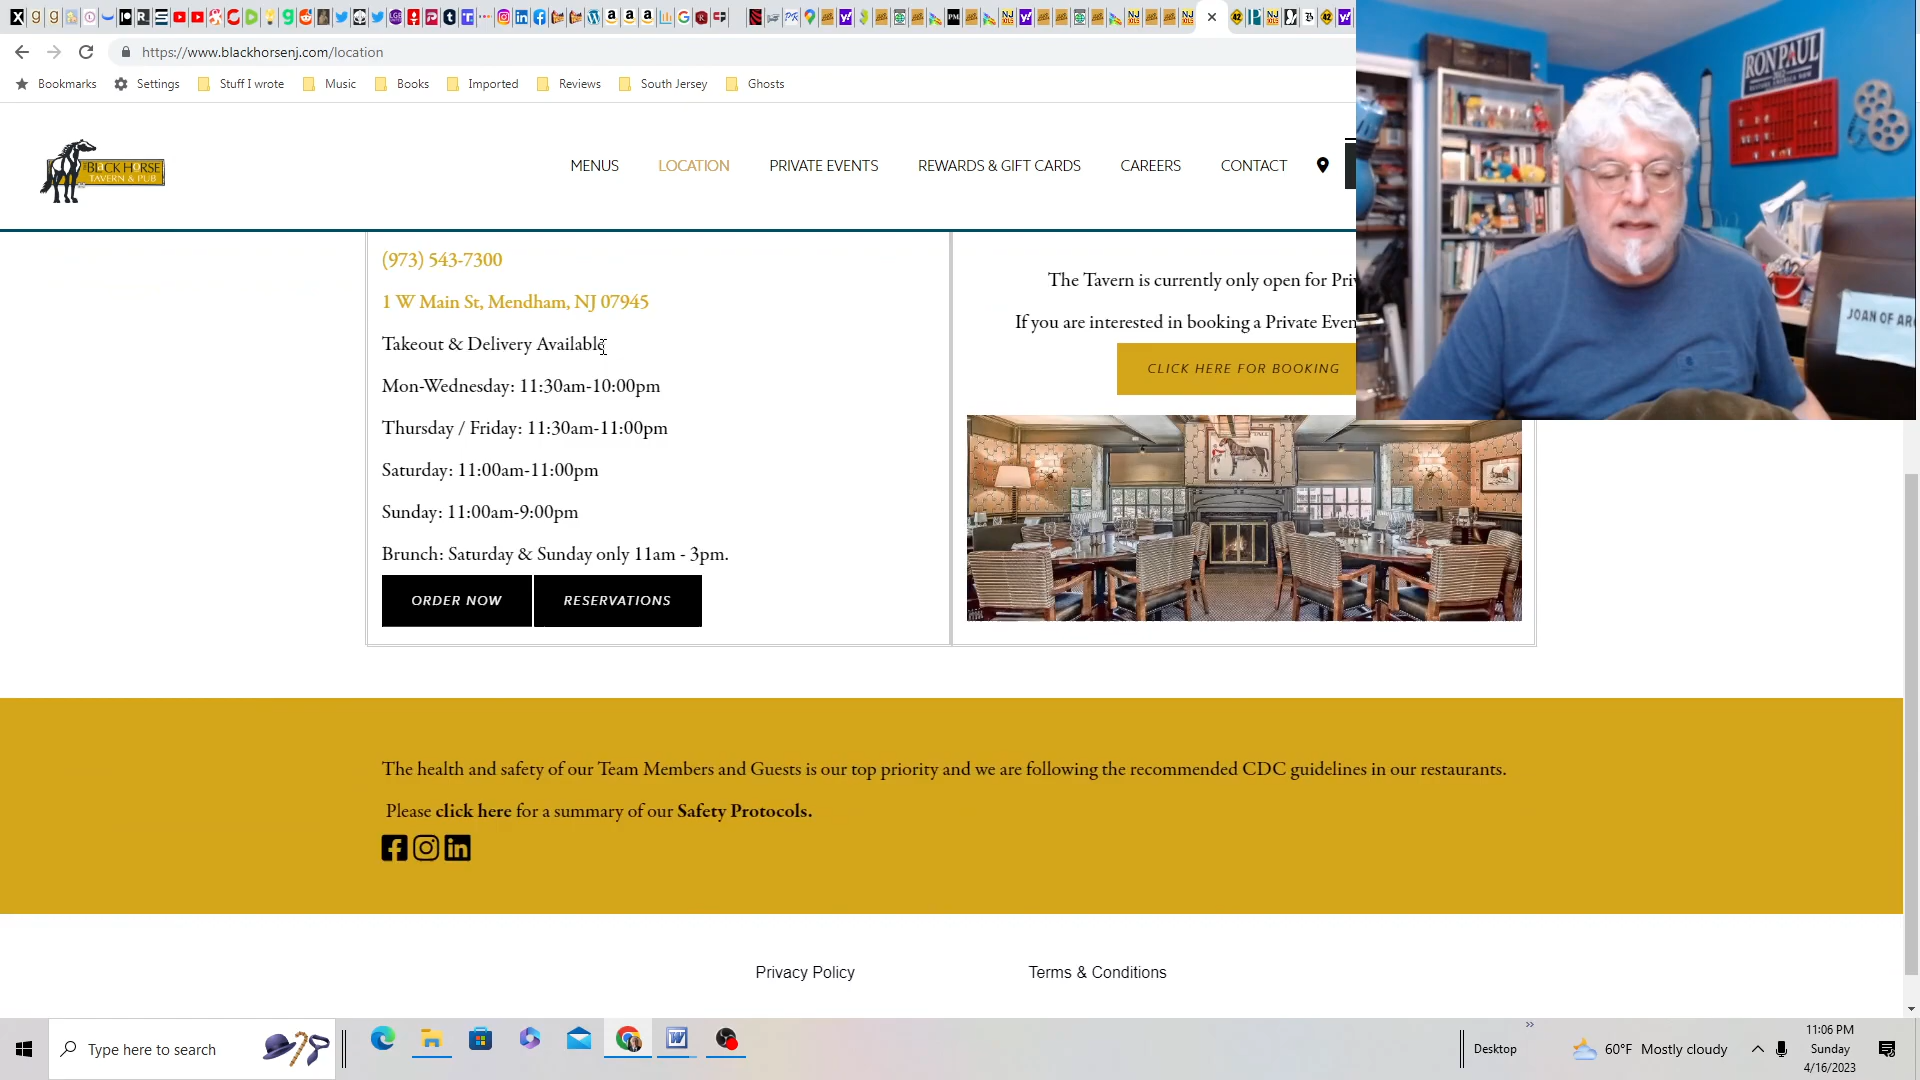 https://www.blackhorsenj.com/location
Bookmarks
Settings
Stuff I wrote
Music
Books
Imported
Reviews
South Jersey
Ghosts
BLACK HORSE
TAVERN & PUB
MENUS
LOCATION
PRIVATE EVENTS
REWARDS & GIFT CARDS
CAREERS
CONTACT
RON PAUL
JOAN OF ARC
(973) 543-7300
1 W Main St, Mendham, NJ 07945
Takeout & Delivery Available
Mon-Wednesday: 11:30am-10:00pm
Thursday / Friday: 11:30am-11:00pm
Saturday: 11:00am-11:00pm
Sunday: 11:00am-9:00pm
Brunch: Saturday & Sunday only 11am - 3pm.
ORDER NOW
RESERVATIONS
The Tavern is currently only open for Priv
If you are interested in booking a Private Even
CLICK HERE FOR BOOKING
The health and safety of our Team Members and Guests is our top priority and we are following the recommended CDC guidelines in our restaurants.
Please click here for a summary of our Safety Protocols.
Privacy Policy
Terms & Conditions
Type here to search
Desktop
60°F Mostly cloudy
11:06 PM
Sunday
4/16/2023